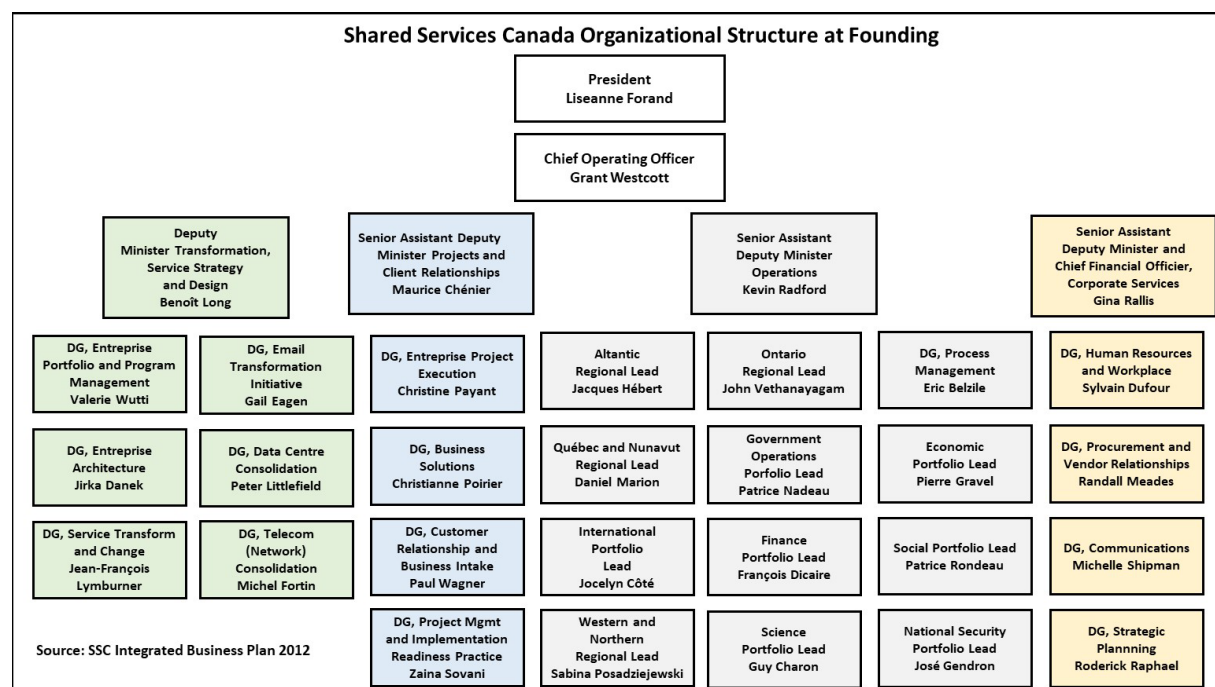 Shared Services Canada Organizational Structure at Founding
President
Liseanne Forand
Chief Operating Officer
Grant Westcott
Deputy
Minister Transformation,
Service Strategy
and Design
Benoît Long
Senior Assistant Deputy
Minister Projects and
Client Relationships
Maurice Chénier
Senior Assistant
Deputy Minister
Operations
Kevin Radford
Senior Assistant
Deputy Minister and
Chief Financial Officier,
Corporate Services
Gina Rallis
DG, Entreprise
Portfolio and Program
Management
Valerie Wutti
DG, Email
Transformation
Initiative
Gail Eagen
DG, Entreprise Project
Execution
Christine Payant
Altantic
Regional Lead
Jacques Hébert
Ontario
Regional Lead
John Vethanayagam
DG, Process
Management
Eric Belzile
DG, Human Resources
and Workplace
Sylvain Dufour
DG, Entreprise
Architecture
Jirka Danek
DG, Data Centre
Consolidation
Peter Littlefield
DG, Business
Solutions
Christianne Poirier
Québec and Nunavut
Regional Lead
Daniel Marion
Government
Operations
Porfolio Lead
Patrice Nadeau
Economic
Portfolio Lead
Pierre Gravel
DG, Procurement and
Vendor Relationships
Randall Meades
DG, Service Transform
and Change
Jean-François
Lymburner
DG, Telecom
(Network)
Consolidation
Michel Fortin
DG, Customer
Relationship and
Business Intake
Paul Wagner
International
Portfolio
Lead
Jocelyn Côté
Finance
Portfolio Lead
François Dicaire
Social Portfolio Lead
Patrice Rondeau
DG, Communications
Michelle Shipman
Source: SSC Integrated Business Plan 2012
DG, Project Mgmt
and Implementation
Readiness Practice
Zaina Sovani
Western and
Northern
Regional Lead
Sabina Posadziejewski
Science
Portfolio Lead
Guy Charon
National Security
Portfolio Lead
José Gendron
DG, Strategic
Plannning
Roderick Raphael